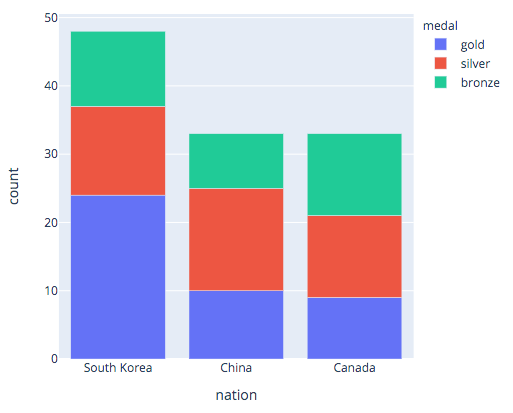 50
40
30
20
10
0
count
South Korea
China
Canada
nation
medal
gold
silver
bronze